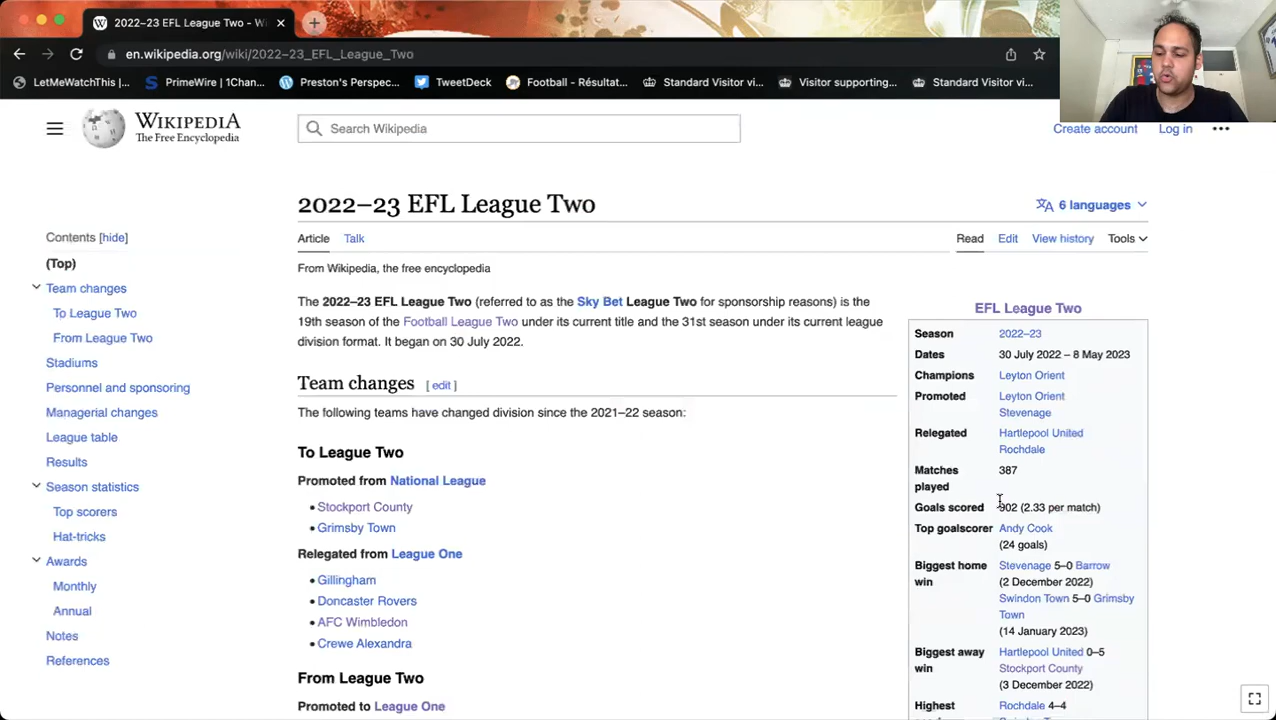 2022–23 EFL League Two - Wi
en.wikipedia.org/wiki/2022–23_EFL_League_Two
LetMeWatchThis |... PrimeWire | 1Chan... Preston's Perspec... TweetDeck Football - Résultat... Standard Visitor vi... Visitor supporting... Standard Visitor vi...
WIKIPEDIA
The Free Encyclopedia
Search Wikipedia
Create account Log in
2022–23 EFL League Two
6 languages
Article Talk
Read Edit View history Tools
From Wikipedia, the free encyclopedia
Contents [hide]
(Top)
Team changes
To League Two
From League Two
Stadiums
Personnel and sponsoring
Managerial changes
League table
Results
Season statistics
Top scorers
Hat-tricks
Awards
Monthly
Annual
Notes
References
The 2022–23 EFL League Two (referred to as the Sky Bet League Two for sponsorship reasons) is the
19th season of the Football League Two under its current title and the 31st season under its current league
division format. It began on 30 July 2022.
Team changes [ edit ]
The following teams have changed division since the 2021–22 season:
To League Two
Promoted from National League
• Stockport County
• Grimsby Town
Relegated from League One
• Gillingham
• Doncaster Rovers
• AFC Wimbledon
• Crewe Alexandra
From League Two
Promoted to League One
EFL League Two
Season 2022–23
Dates 30 July 2022 – 8 May 2023
Champions Leyton Orient
Promoted Leyton Orient
Stevenage
Relegated Hartlepool United
Rochdale
Matches 387
played
Goals scored 902 (2.33 per match)
Top goalscorer Andy Cook
(24 goals)
Biggest home Stevenage 5–0 Barrow
win (2 December 2022)
Swindon Town 5–0 Grimsby
Town
(14 January 2023)
Biggest away Hartlepool United 0–5
win Stockport County
(3 December 2022)
Highest Rochdale 4–4